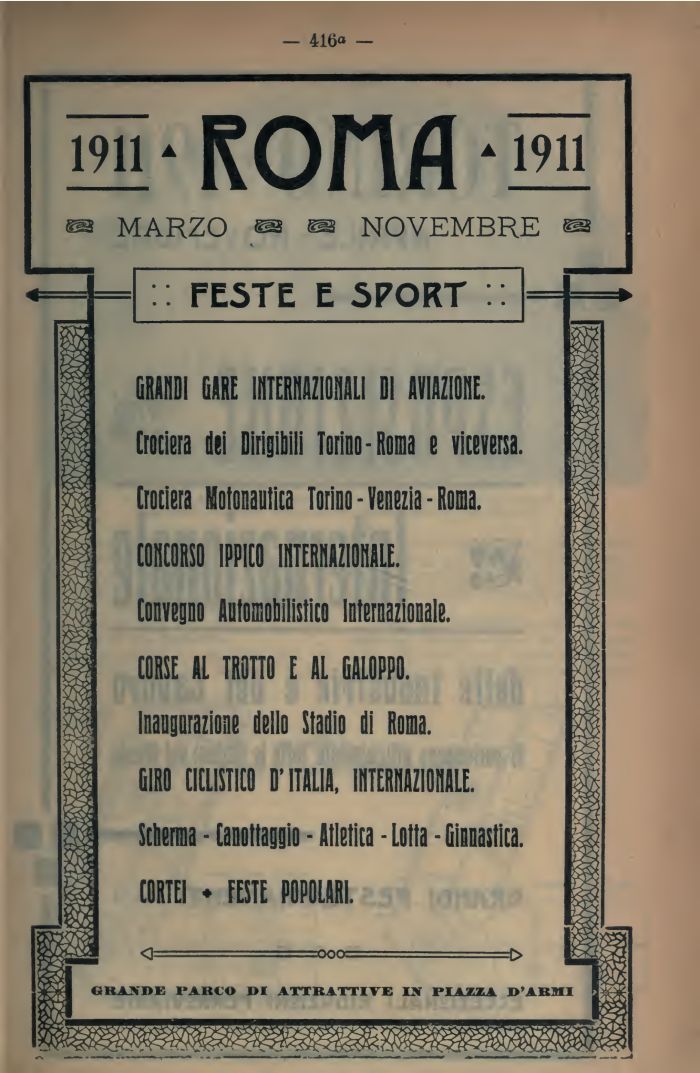 — 416ª —
1911 ▲ ROMA ▲ 1911
MARZO NOVEMBRE
:: FESTE E SPORT ::
GRANDI GARE INTERNAZIONALI DI AVIAZIONE.
Crociera dei Dirigibili Torino - Roma e viceversa.
Crociera Motonautica Torino - Venezia - Roma.
CONCORSO IPPICO INTERNAZIONALE.
Convegno Automobilistico Internazionale.
CORSE AL TROTTO E AL GALOPPO.
Inaugurazione dello Stadio di Roma.
GIRO CICLISTICO D'ITALIA, INTERNAZIONALE.
Scherma - Canottaggio - Atletica - Lotta - Ginnastica.
CORTEI ✦ FESTE POPOLARI.
GRANDE PARCO DI ATTRATTIVE IN PIAZZA D'ARMI